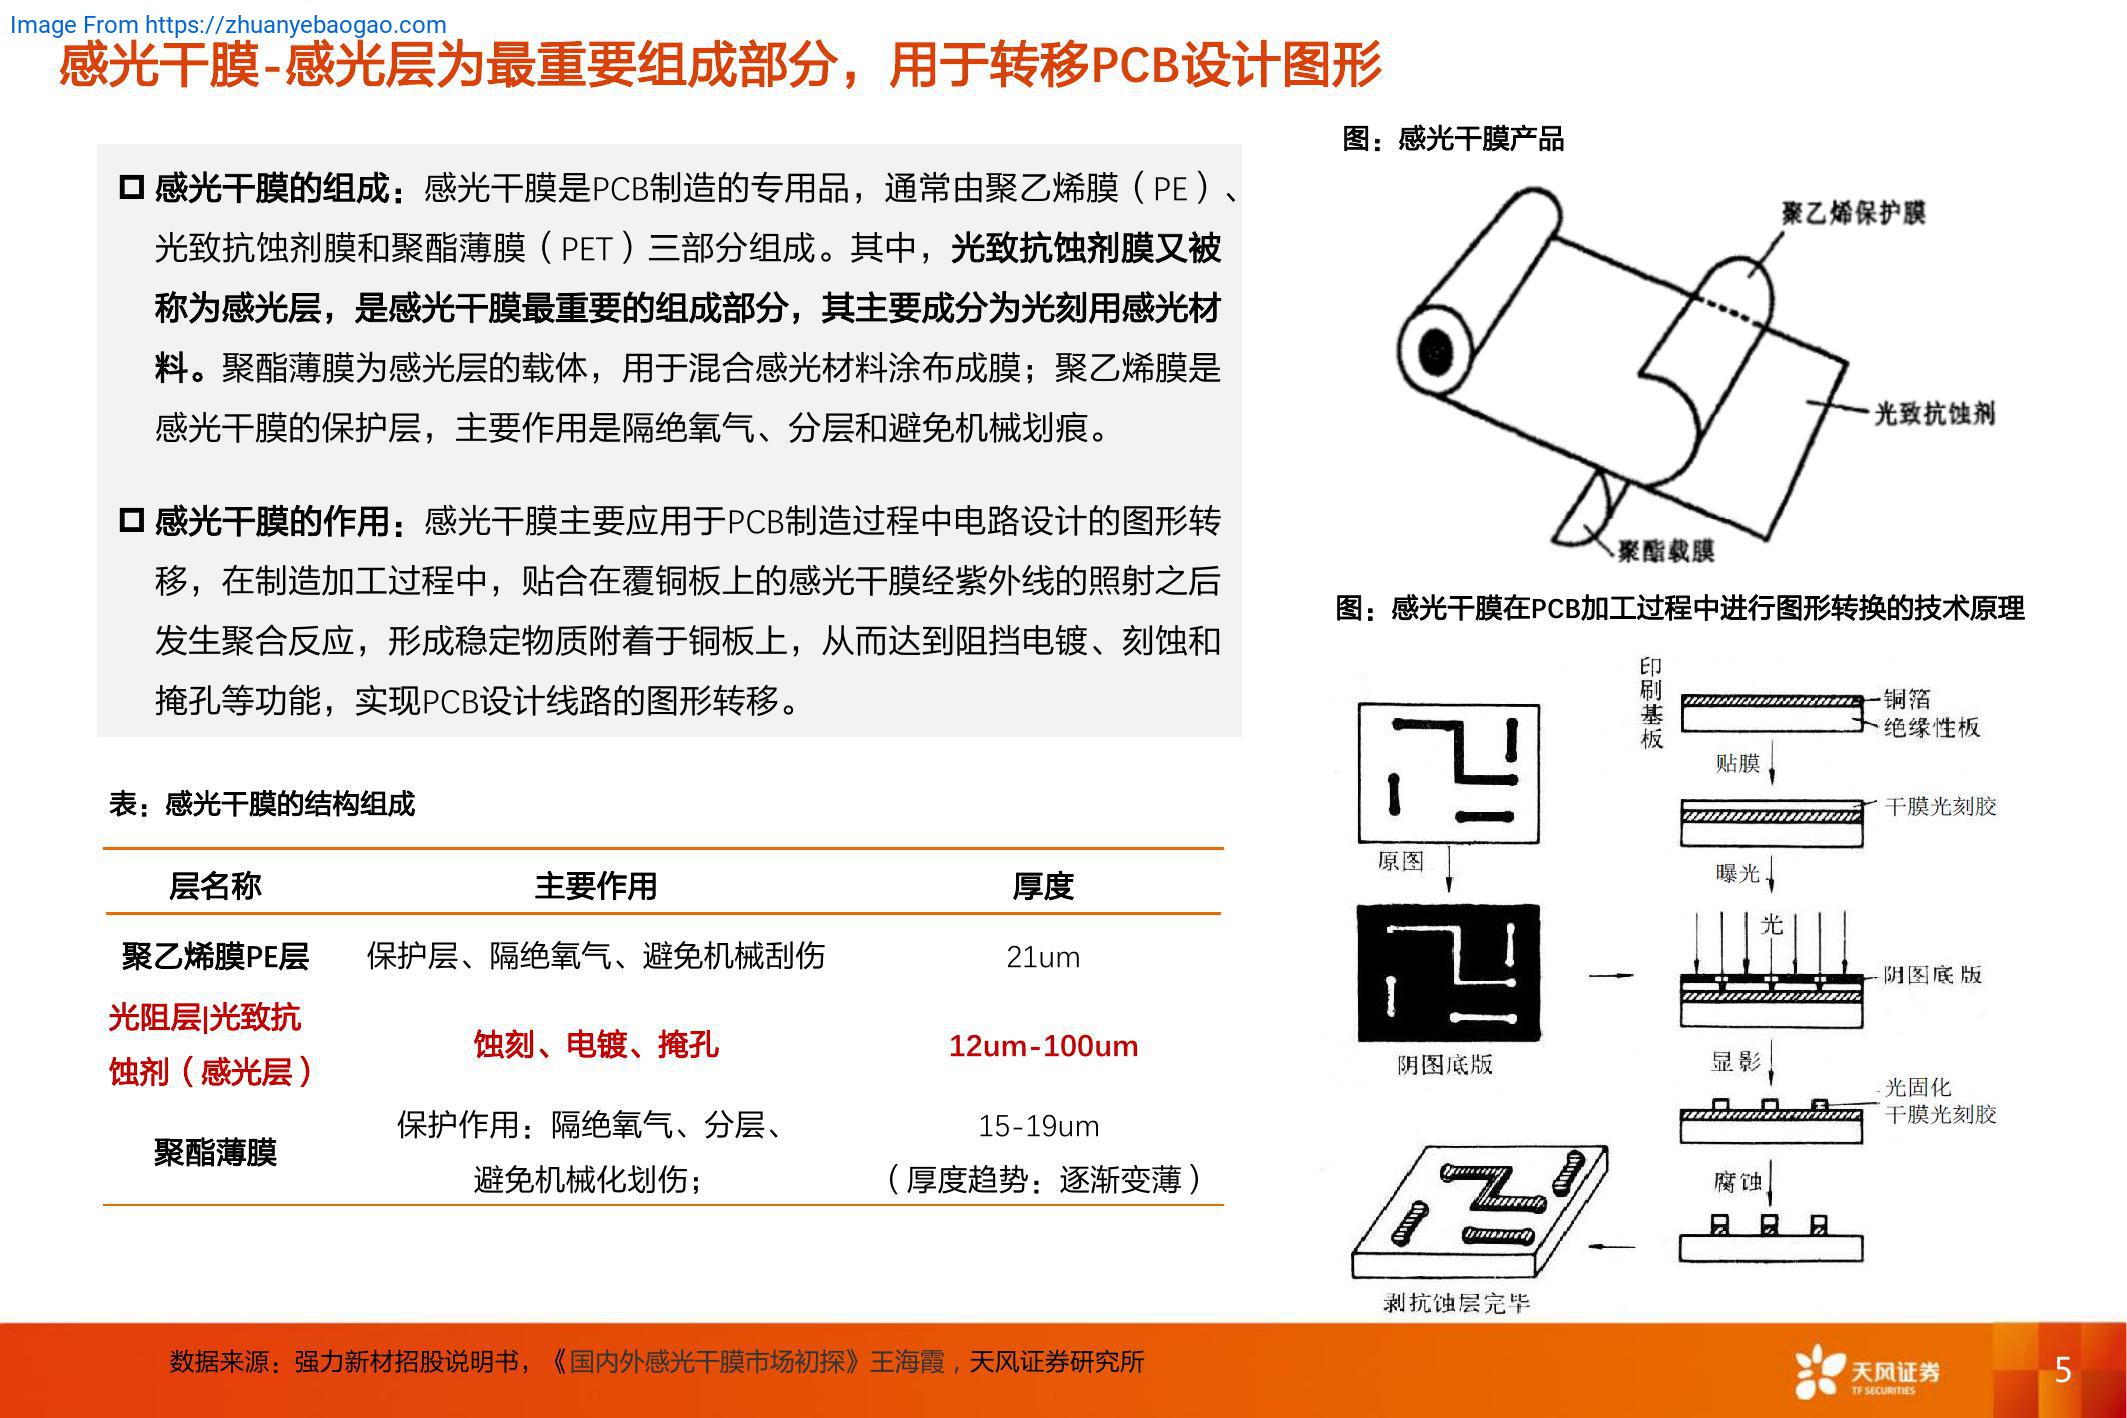 Image From https://zhuanyebaogao.com
感光干膜-感光层为最重要组成部分，用于转移PCB设计图形
感光干膜的组成：感光干膜是PCB制造的专用品，通常由聚乙烯膜（PE）、
光致抗蚀剂膜和聚酯薄膜（PET）三部分组成。其中，光致抗蚀剂膜又被
称为感光层，是感光干膜最重要的组成部分，其主要成分为光刻用感光材
料。聚酯薄膜为感光层的载体，用于混合感光材料涂布成膜；聚乙烯膜是
感光干膜的保护层，主要作用是隔绝氧气、分层和避免机械划痕。
感光干膜的作用：感光干膜主要应用于PCB制造过程中电路设计的图形转
移，在制造加工过程中，贴合在覆铜板上的感光干膜经紫外线的照射之后
发生聚合反应，形成稳定物质附着于铜板上，从而达到阻挡电镀、刻蚀和
掩孔等功能，实现PCB设计线路的图形转移。
表：感光干膜的结构组成
层名称 主要作用 厚度
聚乙烯膜PE层 保护层、隔绝氧气、避免机械刮伤 21um
光阻层|光致抗
蚀剂（感光层） 蚀刻、电镀、掩孔 12um-100um
聚酯薄膜 保护作用：隔绝氧气、分层、 15-19um
避免机械化划伤； （厚度趋势：逐渐变薄）
图：感光干膜产品
聚乙烯保护膜
光致抗蚀剂
聚酯载膜
图：感光干膜在PCB加工过程中进行图形转换的技术原理
印刷基板
铜箔
绝缘性板
贴膜
干膜光刻胶
原图
曝光
光
阴图底版
阴图底版
显影
光固化
干膜光刻胶
腐蚀
剥抗蚀层完毕
数据来源：强力新材招股说明书，《国内外感光干膜市场初探》王海霞，天风证券研究所
天风证券
TF SECURITIES
5